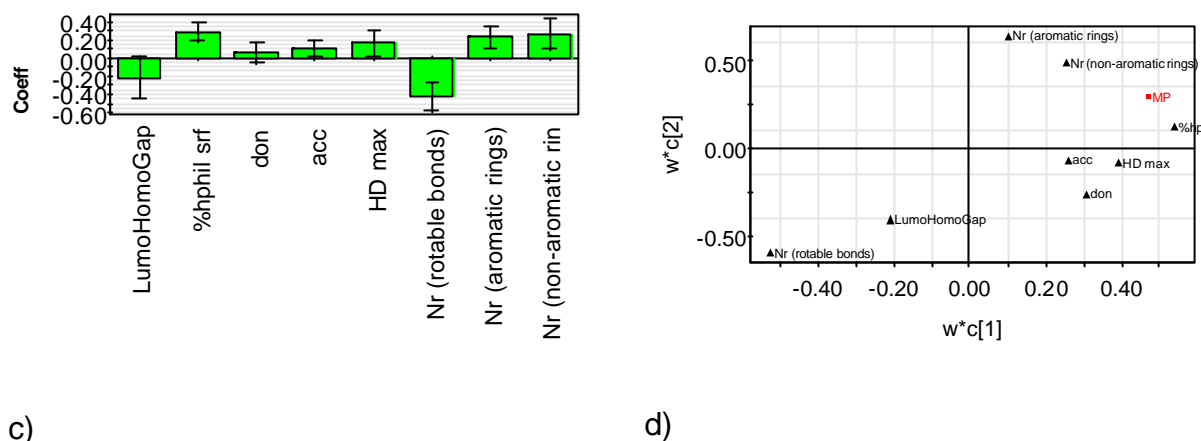 0.40
0.20
0.00
-0.20
-0.40
-0.60
Coeff
LumoHomoGap
%hphil srf
don
acc
HD max
Nr (rotable bonds)
Nr (aromatic rings)
Nr (non-aromatic rin
c)
0.50
0.00
-0.50
w*c[2]
Nr (aromatic rings)
Nr (non-aromatic rings)
MP
%hp
acc
HD max
don
LumoHomoGap
Nr (rotable bonds)
-0.40 -0.20 0.00 0.20 0.40
w*c[1]
d)